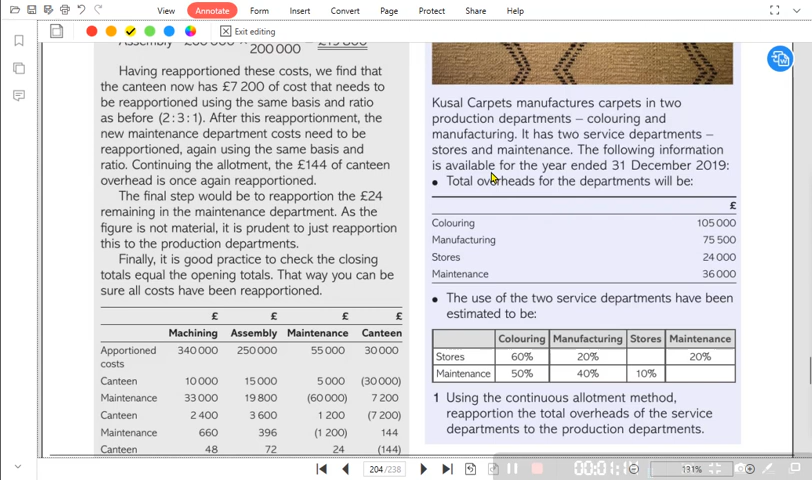 View Annotate Form Insert Convert Page Protect Share Help
Exit editing
200 000
Having reapportioned these costs, we find that
the canteen now has £7 200 of cost that needs to
be reapportioned using the same basis and ratio
as before (2:3:1). After this reapportionment, the
new maintenance department costs need to be
reapportioned, again using the same basis and
ratio. Continuing the allotment, the £144 of canteen
overhead is once again reapportioned.
The final step would be to reapportion the £24
remaining in the maintenance department. As the
figure is not material, it is prudent to just reapportion
this to the production departments.
Finally, it is good practice to check the closing
totals equal the opening totals. That way you can be
sure all costs have been reapportioned.
£ £ £ £
Machining Assembly Maintenance Canteen
Apportioned 340 000 250 000 55 000 30 000
costs
Canteen 10 000 15 000 5 000 (30 000)
Maintenance 33 000 19 800 (60 000) 7 200
Canteen 2 400 3 600 1 200 (7 200)
Maintenance 660 396 (1 200) 144
Canteen 48 72 24 (144)
Kusal Carpets manufactures carpets in two
production departments – colouring and
manufacturing. It has two service departments –
stores and maintenance. The following information
is available for the year ended 31 December 2019:
• Total overheads for the departments will be:
£
Colouring 105 000
Manufacturing 75 500
Stores 24 000
Maintenance 36 000
• The use of the two service departments have been
estimated to be:
Colouring Manufacturing Stores Maintenance
Stores 60% 20% 20%
Maintenance 50% 40% 10%
1 Using the continuous allotment method,
reapportion the total overheads of the service
departments to the production departments.
204/238
131%